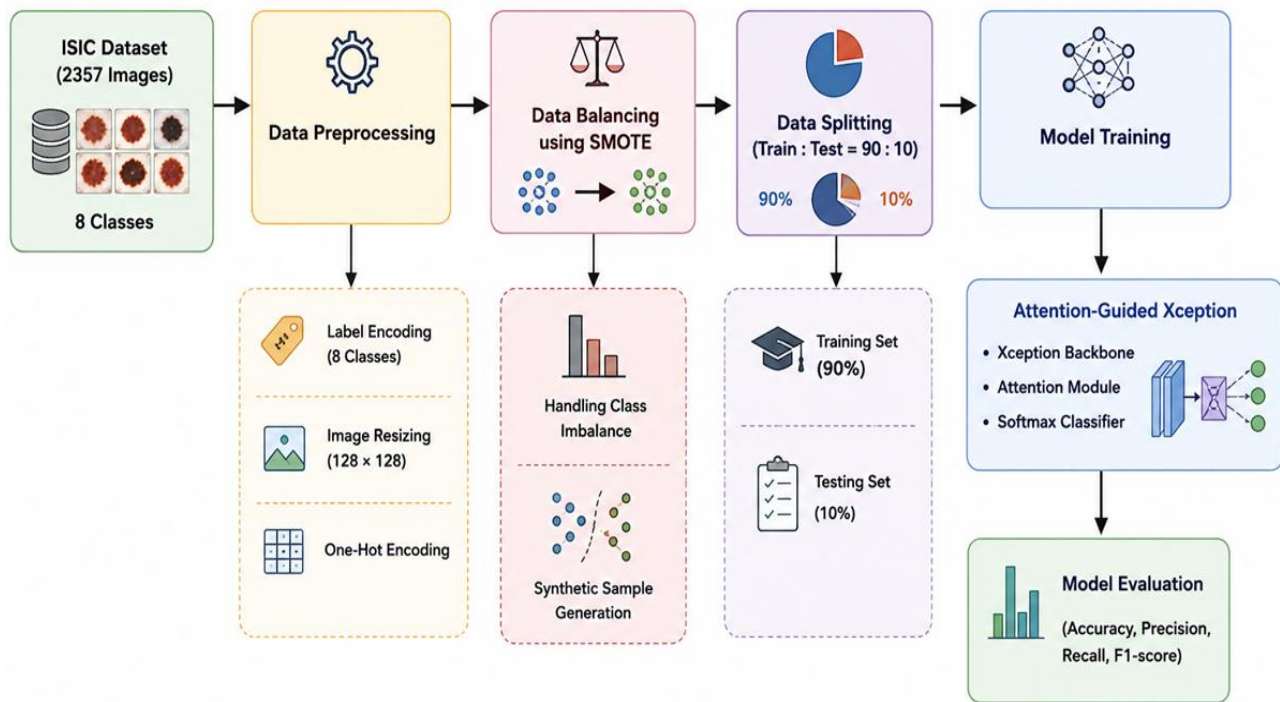 ISIC Dataset
(2357 Images)
8 Classes
Data Preprocessing
Data Balancing
using SMOTE
Data Splitting
(Train : Test = 90 : 10)
90%
10%
Model Training
Label Encoding
(8 Classes)
Image Resizing
(128 × 128)
One-Hot Encoding
Handling Class
Imbalance
Synthetic Sample
Generation
Training Set
(90%)
Testing Set
(10%)
Attention-Guided Xception
• Xception Backbone
• Attention Module
• Softmax Classifier
Model Evaluation
(Accuracy, Precision,
Recall, F1-score)